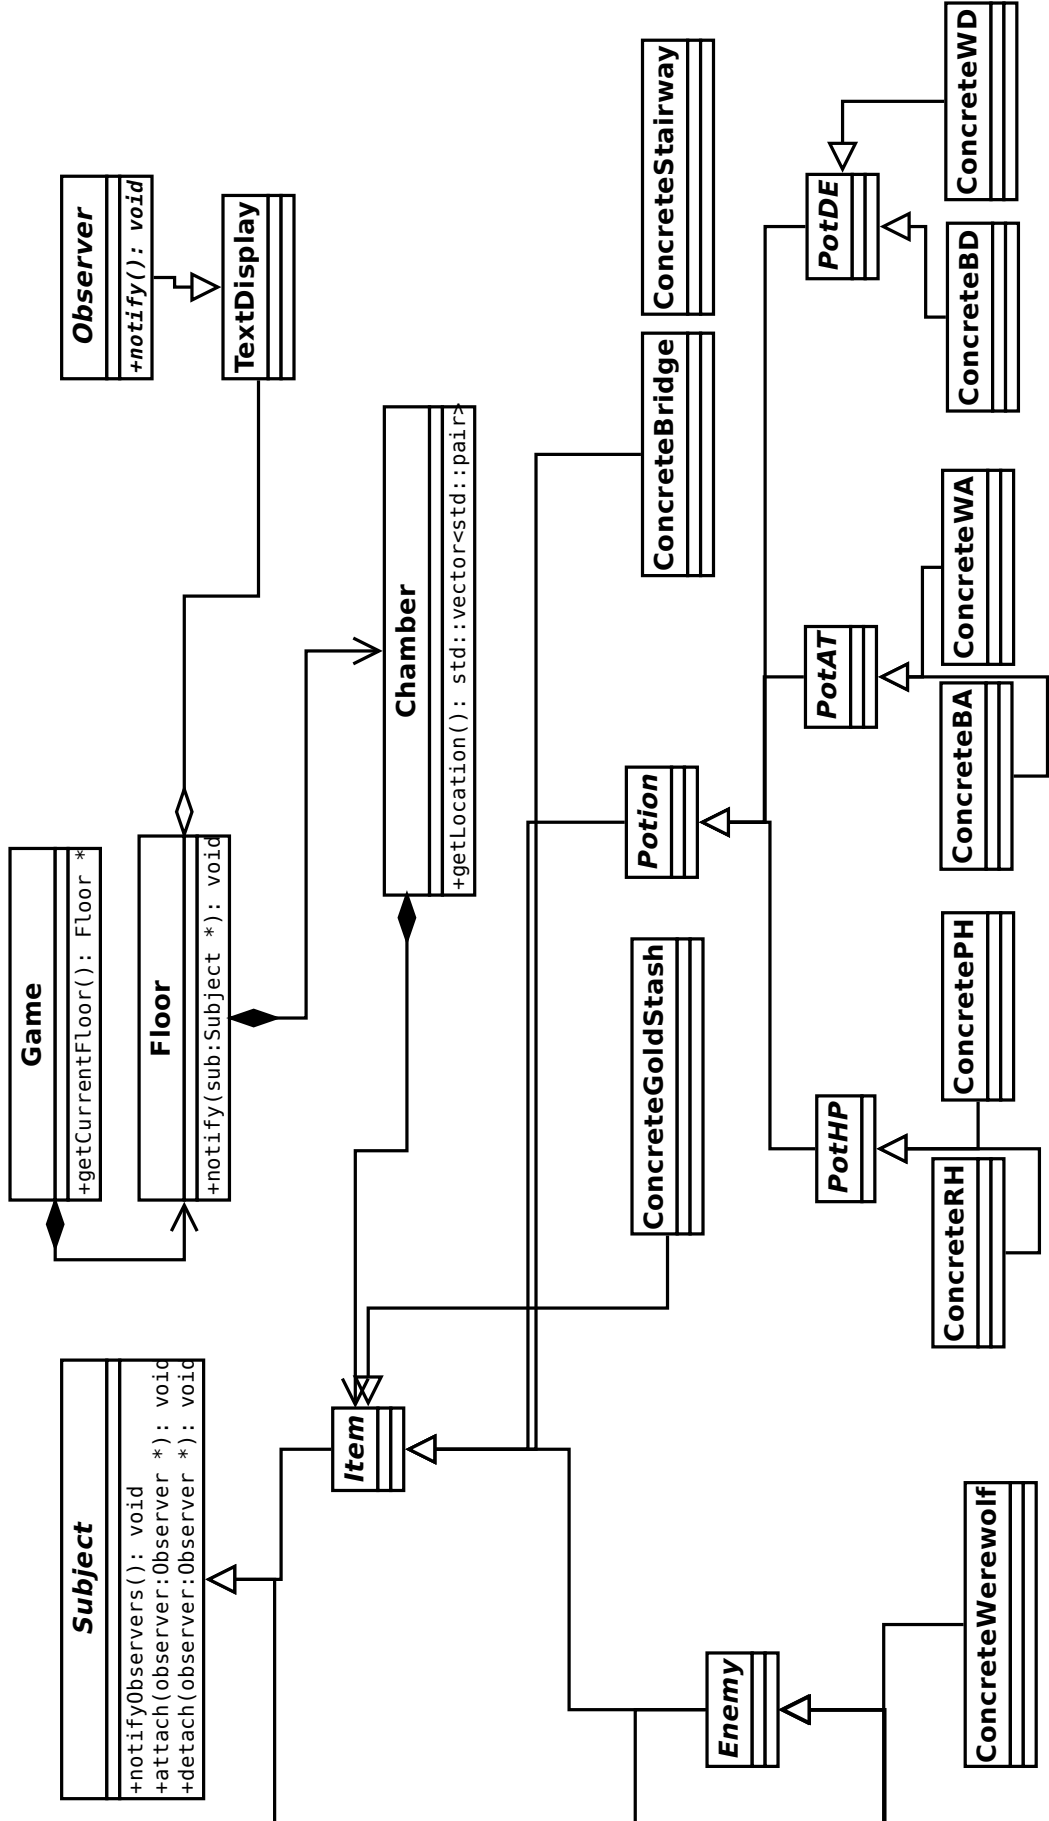 Subject
+notifyObservers(): void
+attach(observer:Observer *): void
+detach(observer:Observer *): void
Game
+getCurrentFloor(): Floor *
Floor
+notify(sub:Subject *): void
Observer
+notify(): void
TextDisplay
Item
Chamber
+getLocation(): std::vector<std::pair>
Enemy
ConcreteGoldStash
Potion
ConcreteBridge
ConcreteStairway
PotHP
PotAT
PotDE
ConcreteWerewolf
ConcreteRH
ConcretePH
ConcreteBA
ConcreteWA
ConcreteBD
ConcreteWD